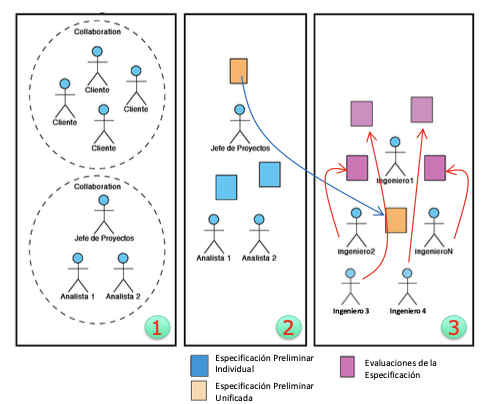 Collaboration
Cliente
Cliente
Cliente
Cliente
Collaboration
Jefe de Proyectos
Analista 1
Analista 2
1
Jefe de Proyectos
Analista 1
Analista 2
2
Ingeniero1
Ingeniero2
IngenieroN
Ingeniero 3
Ingeniero 4
3
Especificación Preliminar
Individual
Especificación Preliminar
Unificada
Evaluaciones de la
Especificación